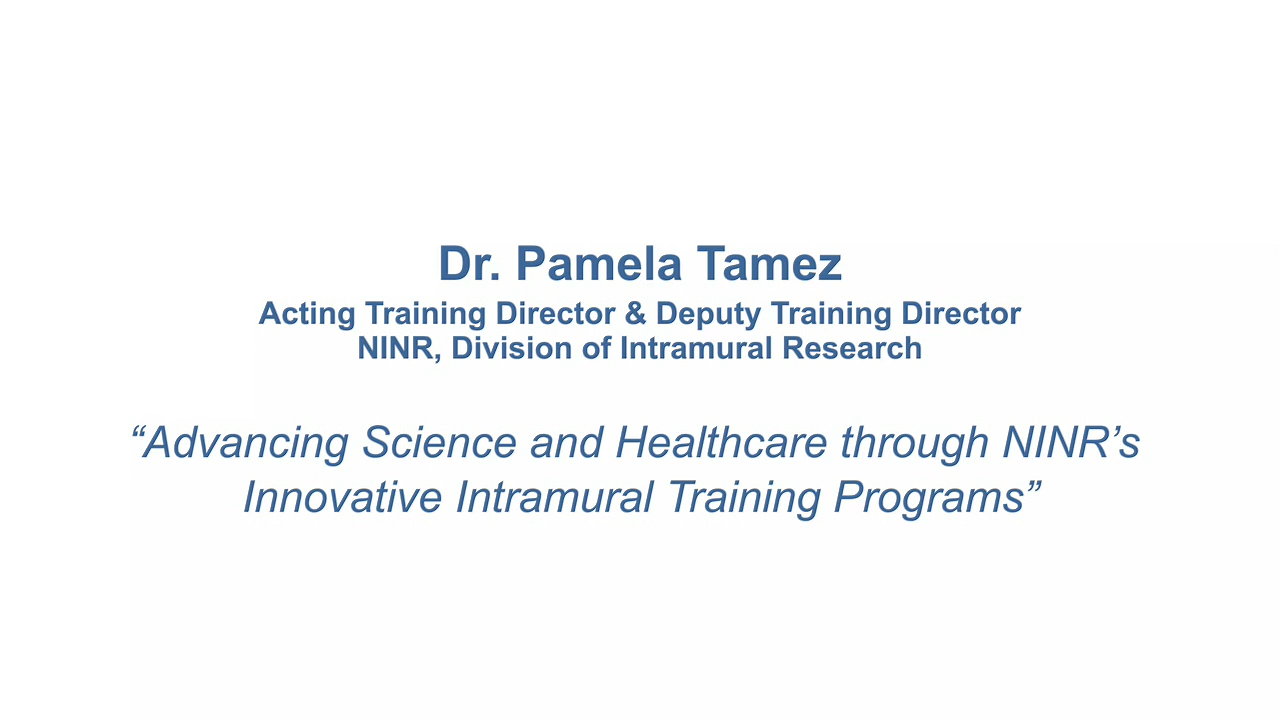 Dr. Pamela Tamez
Acting Training Director & Deputy Training Director
NINR, Division of Intramural Research
“Advancing Science and Healthcare through NINR’s
Innovative Intramural Training Programs”